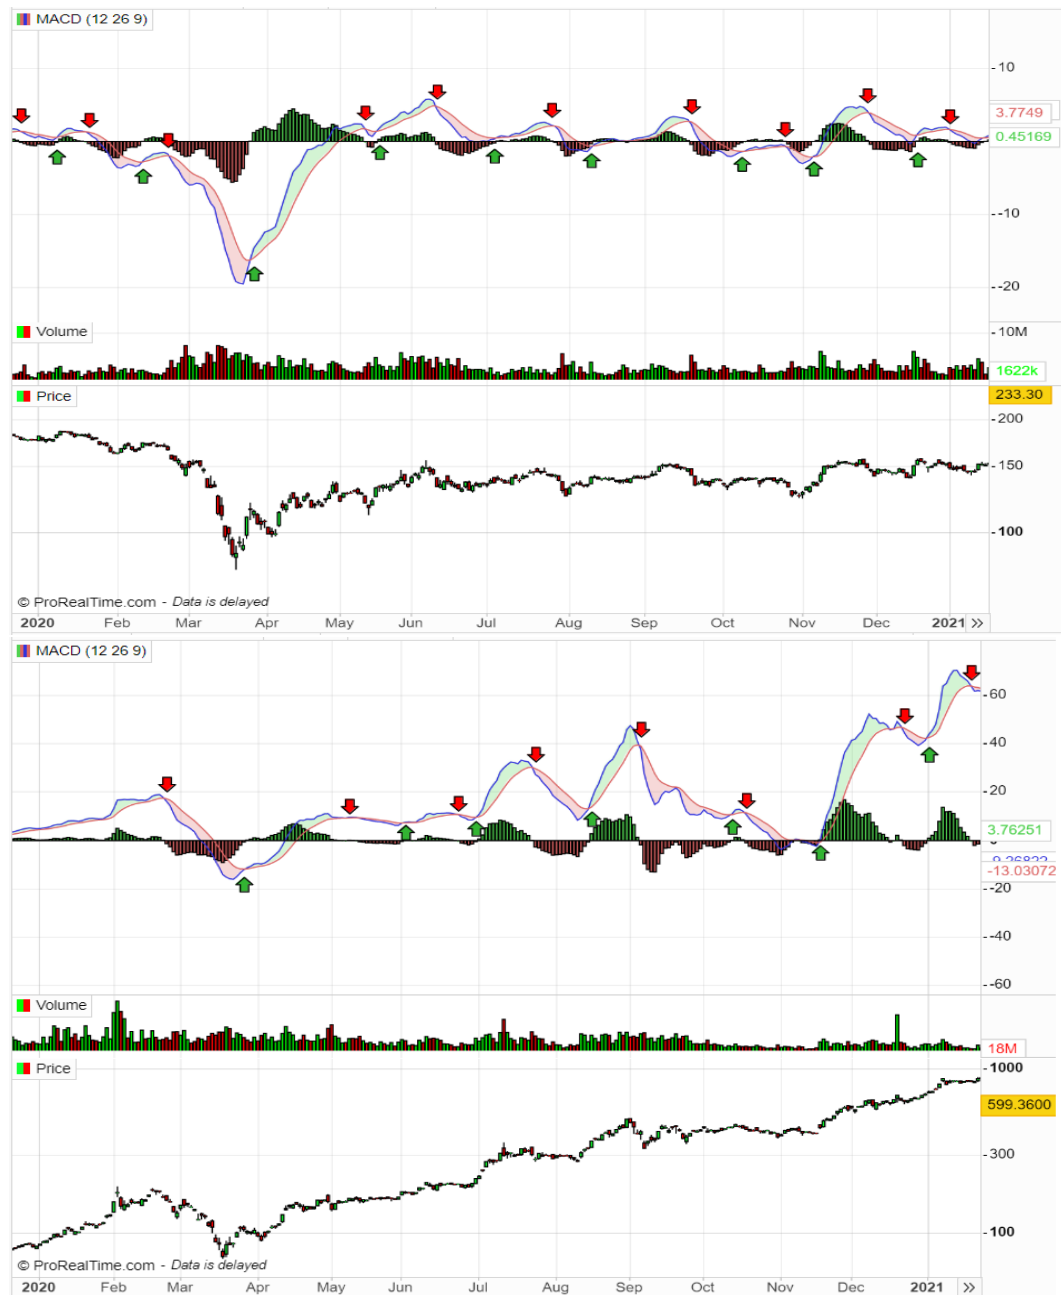 MACD (12 26 9)
10
3.7749
0.45169
-10
-20
Volume
10M
1622k
Price
233.30
200
150
100
© ProRealTime.com - Data is delayed
2020 Feb Mar Apr May Jun Jul Aug Sep Oct Nov Dec 2021 »
MACD (12 26 9)
60
40
20
3.76251
-13.03072
-20
-40
-60
Volume
18M
Price
1000
599.3600
300
100
© ProRealTime.com - Data is delayed
2020 Feb Mar Apr May Jun Jul Aug Sep Oct Nov Dec 2021 »